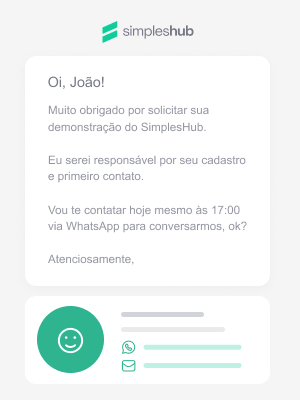 simpleshub
Oi, João!
Muito obrigado por solicitar sua
demonstração do SimplesHub.
Eu serei responsável por seu cadastro
e primeiro contato.
Vou te contatar hoje mesmo às 17:00
via WhatsApp para conversarmos, ok?
Atenciosamente,